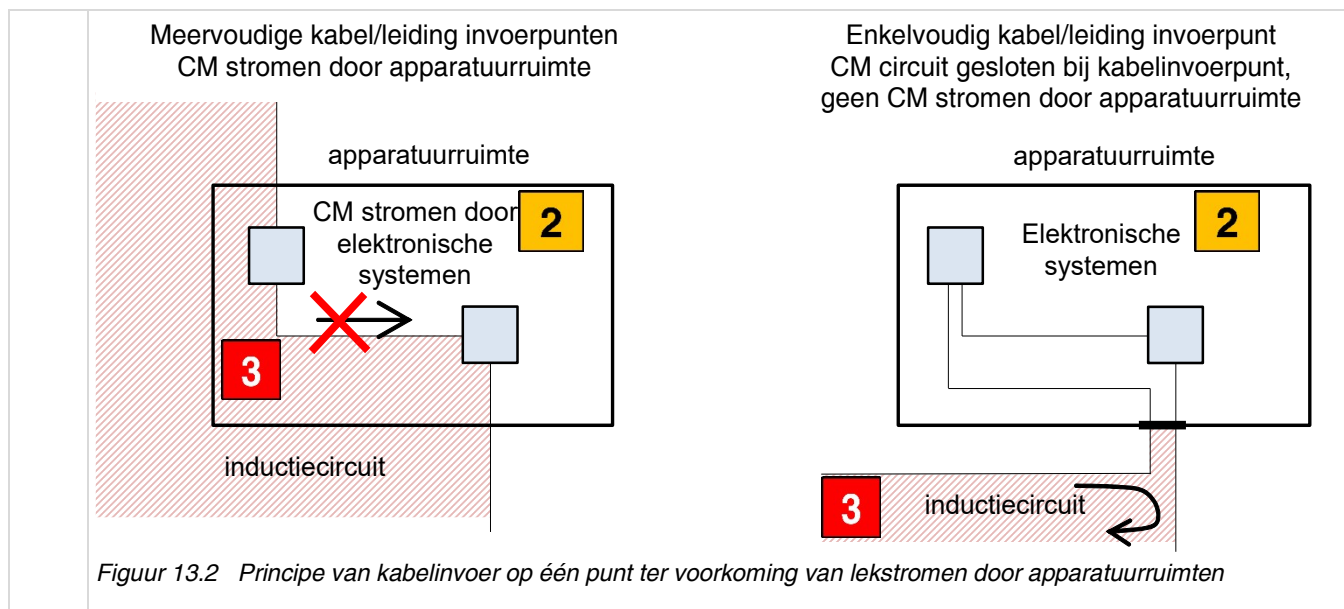 Meervoudige kabel/leiding invoerpunten
CM stromen door apparatuurruimte
apparatuurruimte
CM stromen door
elektronische
systemen
2
3
inductiecircuit
Enkelvoudig kabel/leiding invoerpunt
CM circuit gesloten bij kabelinvoerpunt,
geen CM stromen door apparatuurruimte
apparatuurruimte
Elektronische
systemen
2
3
inductiecircuit
Figuur 13.2 Principe van kabelinvoer op één punt ter voorkoming van lekstromen door apparatuurruimten